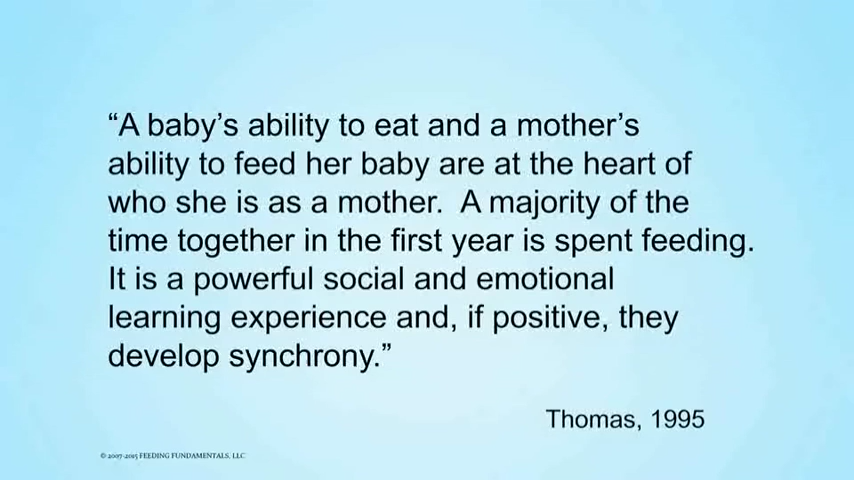 “A baby’s ability to eat and a mother’s
ability to feed her baby are at the heart of
who she is as a mother.  A majority of the
time together in the first year is spent feeding.
It is a powerful social and emotional
learning experience and, if positive, they
develop synchrony.”
Thomas, 1995
© 2007-2015 FEEDING FUNDAMENTALS, LLC